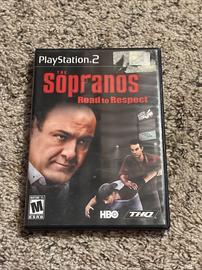 PlayStation 2
THE
Sopranos
Road to Respect
M
HBO
THQ